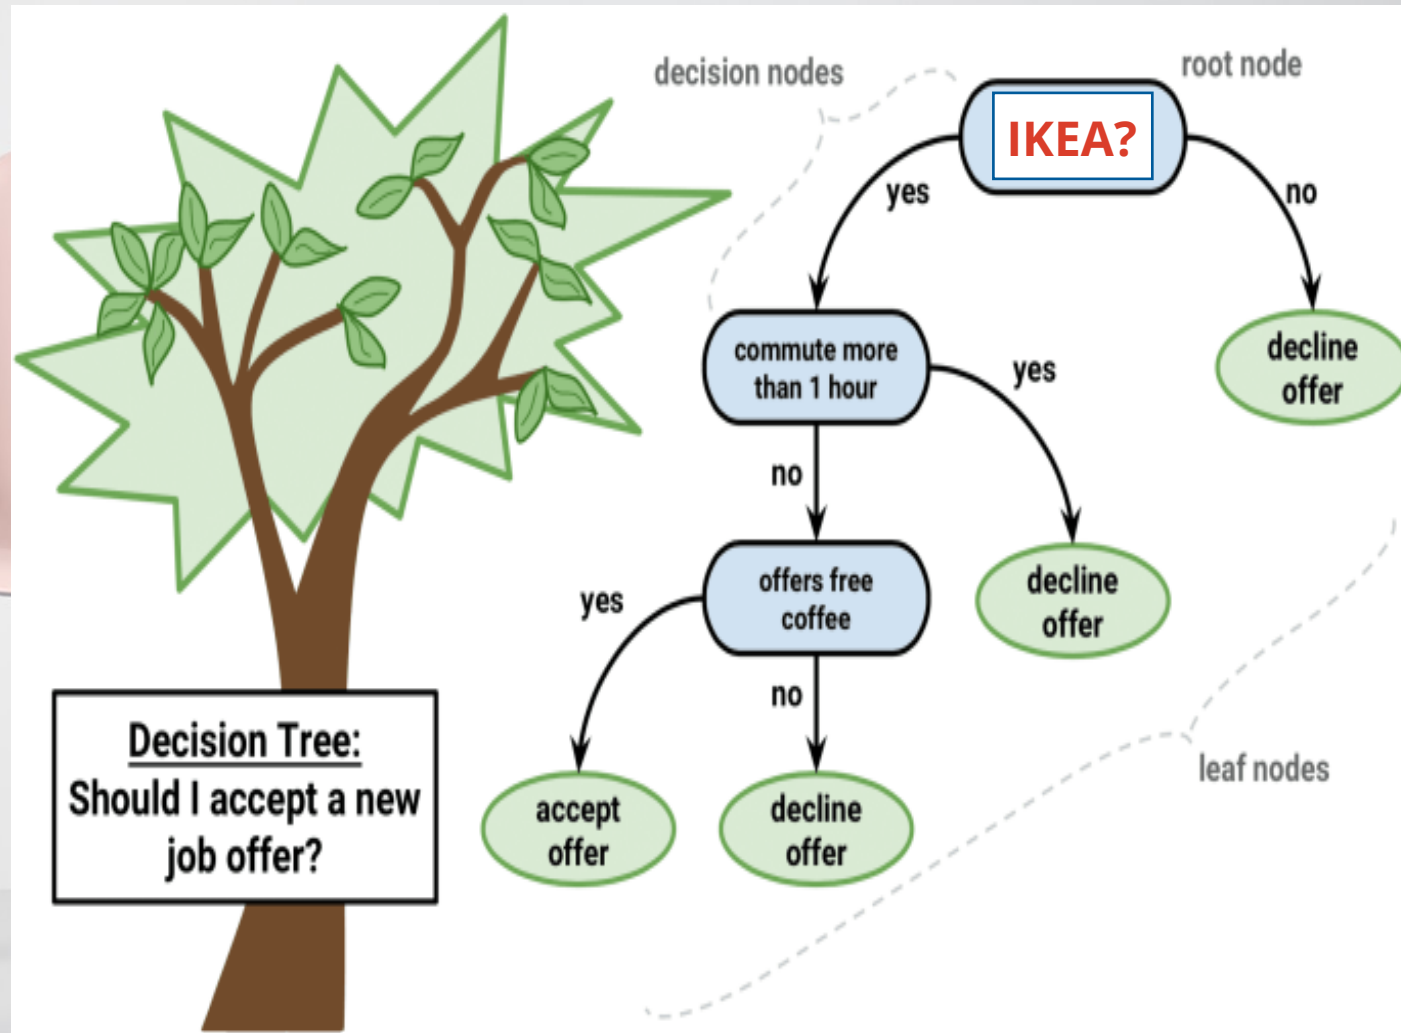 decision nodes
root node
IKEA?
yes
no
commute more
than 1 hour
yes
decline
offer
no
offers free
coffee
decline
offer
yes
no
accept
offer
decline
offer
leaf nodes
Decision Tree:
Should I accept a new
job offer?